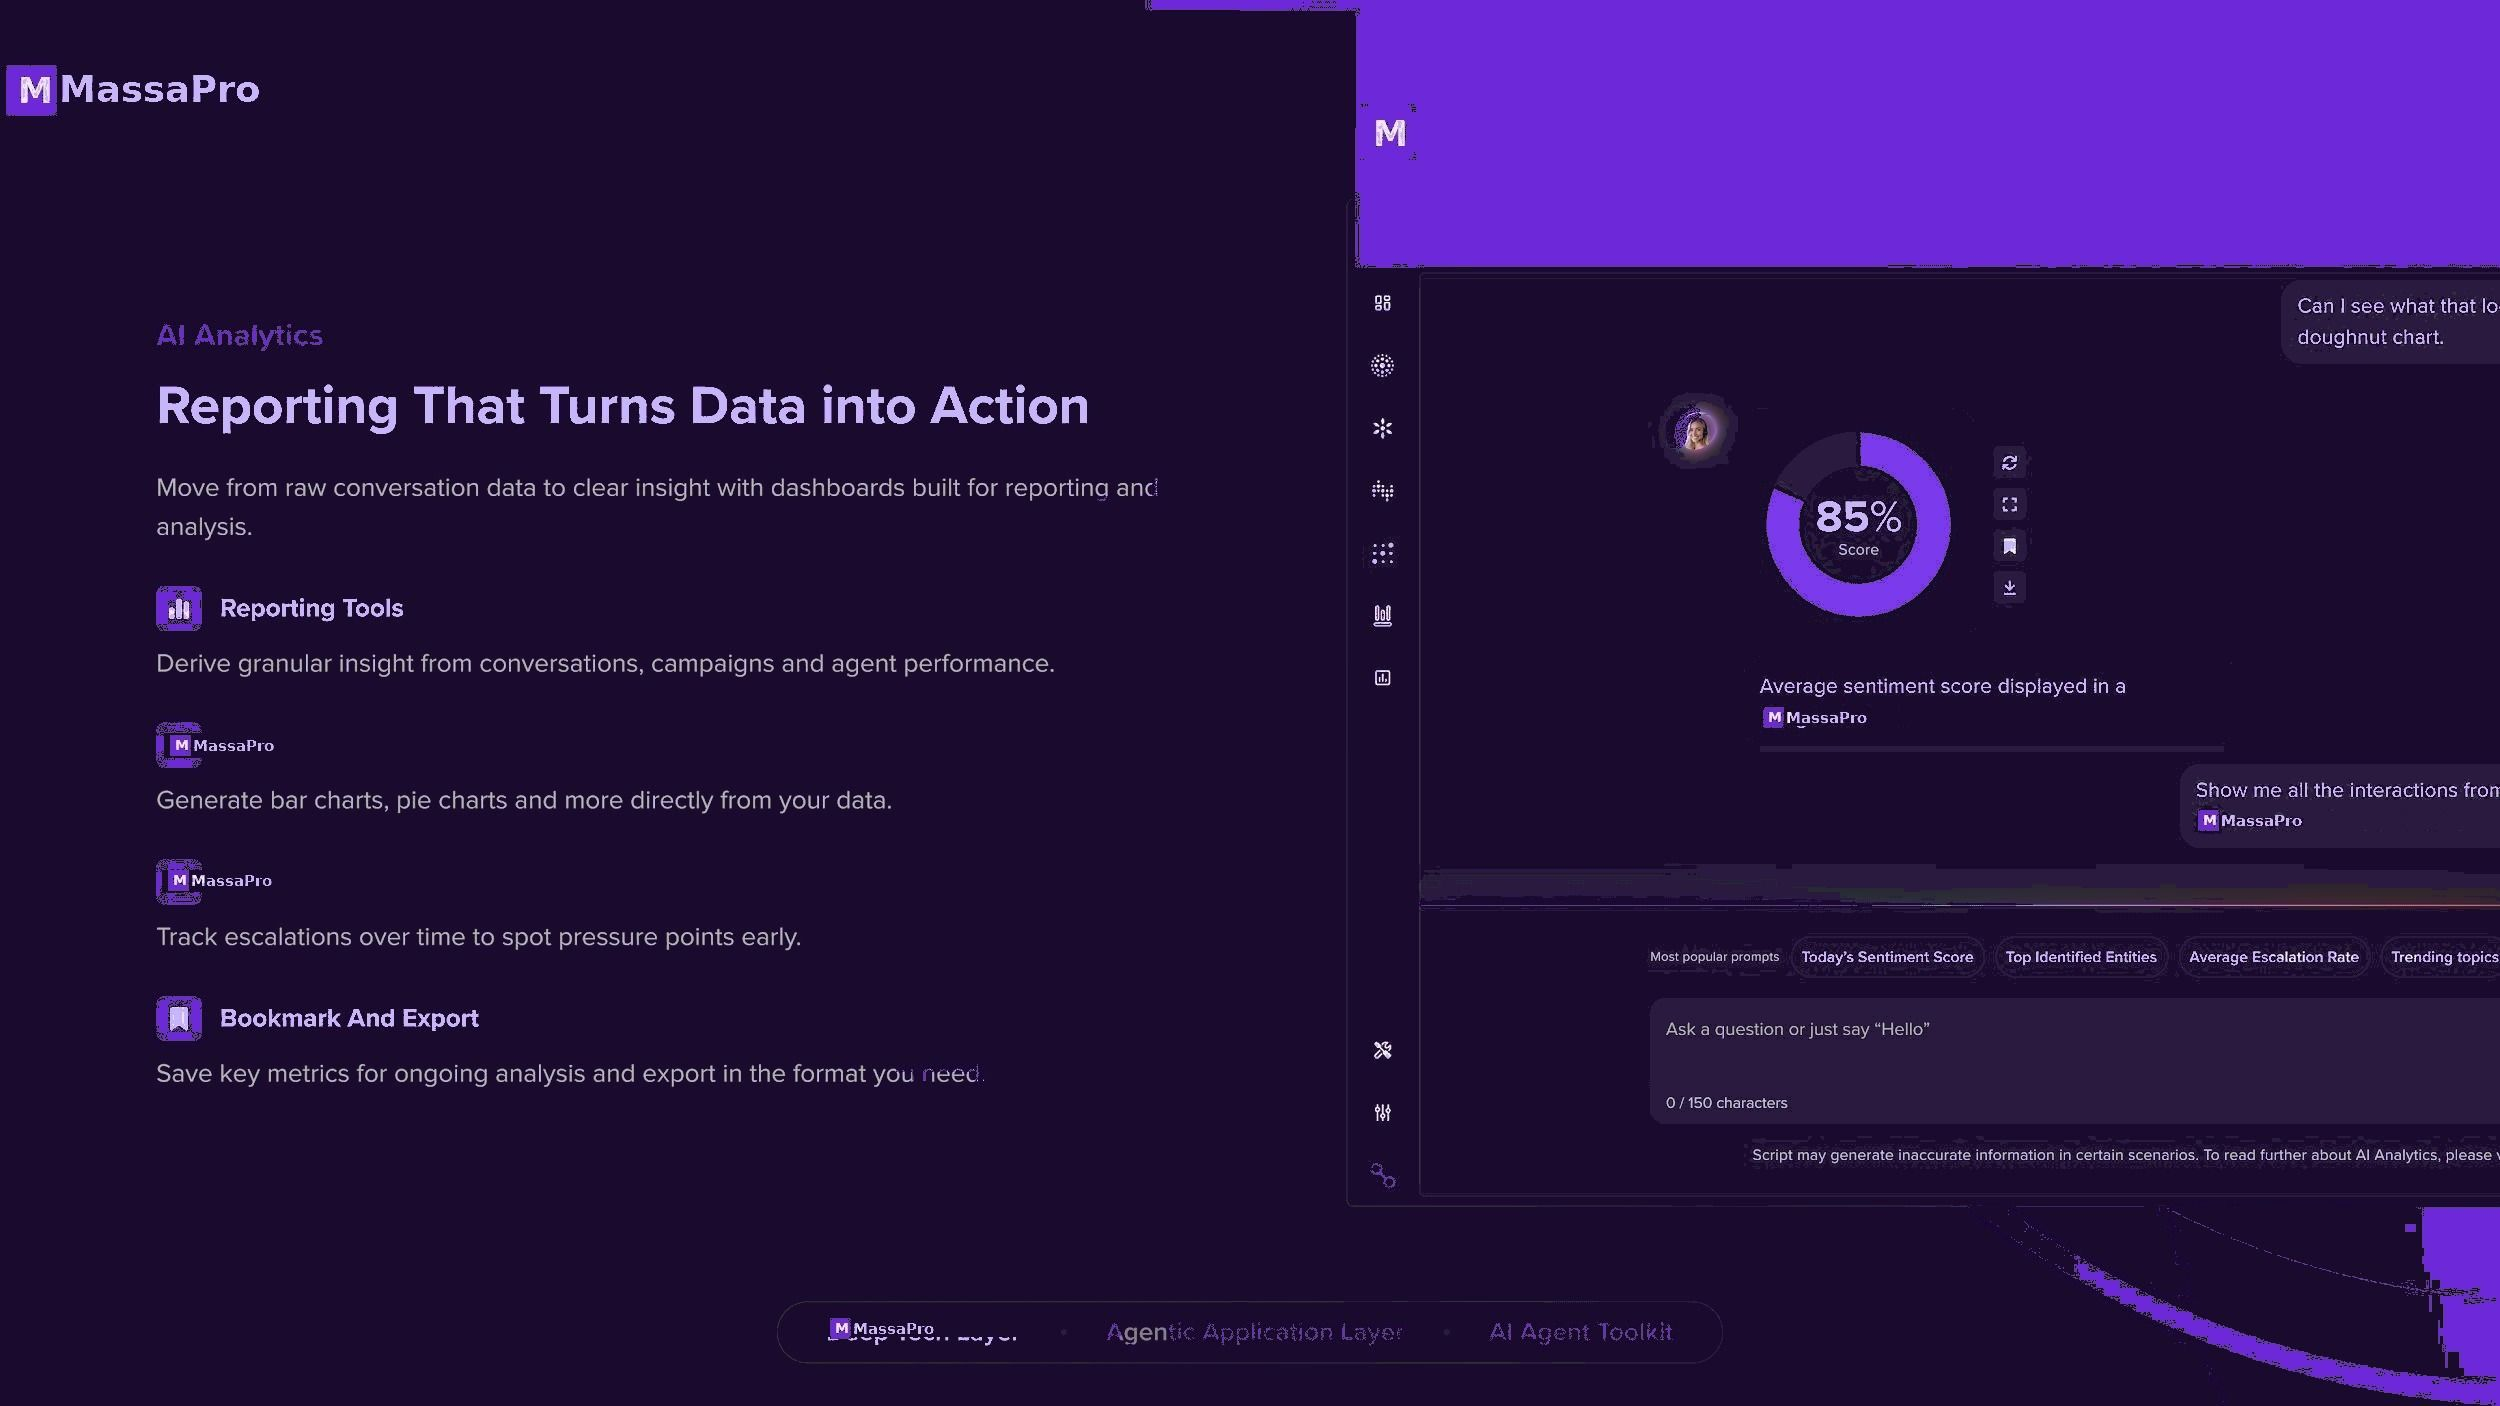 M MassaPro
M
AI Analytics
Reporting That Turns Data into Action
Move from raw conversation data to clear insight with dashboards built for reporting and
analysis.
Reporting Tools
Derive granular insight from conversations, campaigns and agent performance.
M MassaPro
Generate bar charts, pie charts and more directly from your data.
M MassaPro
Track escalations over time to spot pressure points early.
Bookmark And Export
Save key metrics for ongoing analysis and export in the format you need.
Can I see what that lo
doughnut chart.
85%
Score
Average sentiment score displayed in a
M MassaPro
Show me all the interactions from
M MassaPro
Most popular prompts
Today’s Sentiment Score
Top Identified Entities
Average Escalation Rate
Trending topics
Ask a question or just say “Hello”
0 / 150 characters
Script may generate inaccurate information in certain scenarios. To read further about AI Analytics, please v
M MassaPro
Layer
Agentic Application Layer
AI Agent Toolkit